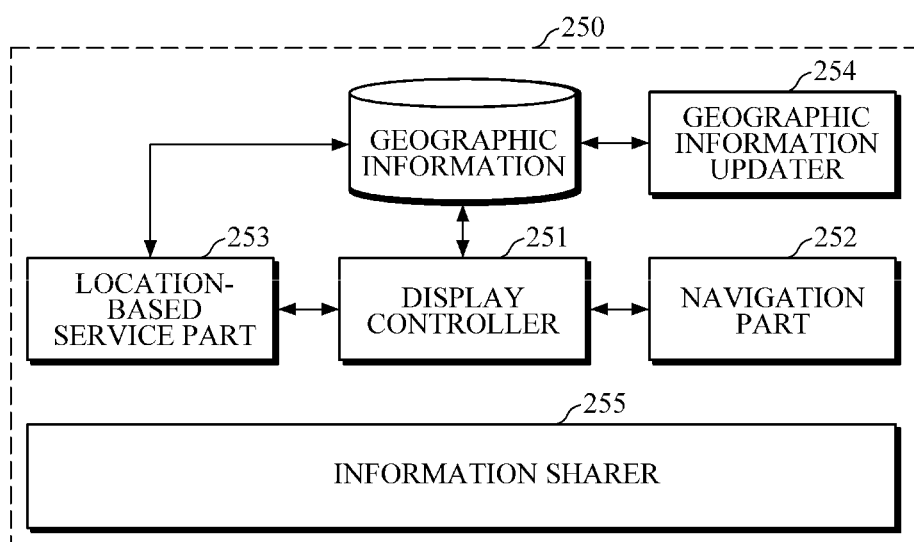 250
254
GEOGRAPHIC
INFORMATION
GEOGRAPHIC
INFORMATION
UPDATER
253
251
252
LOCATION-
BASED
SERVICE PART
DISPLAY
CONTROLLER
NAVIGATION
PART
255
INFORMATION SHARER